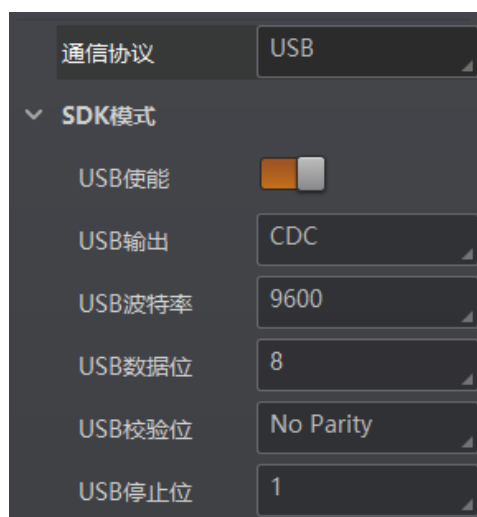 通信协议 USB
SDK模式
USB使能
USB输出 CDC
USB波特率 9600
USB数据位 8
USB校验位 No Parity
USB停止位 1